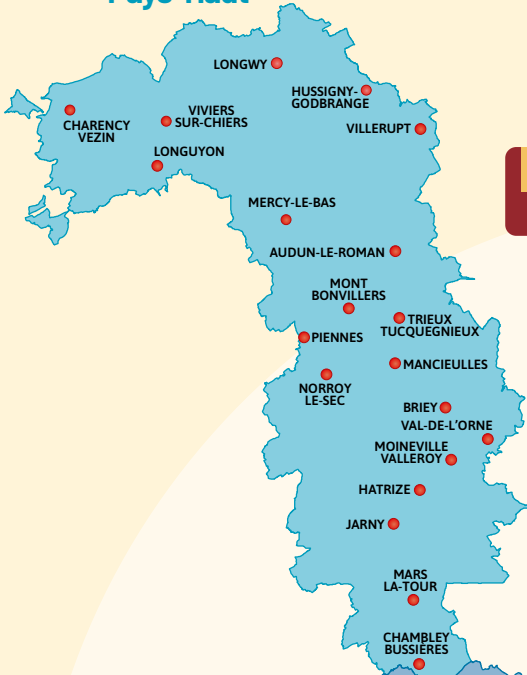 Pays-Haut
LONGWY
HUSSIGNY-
GODBRANGE
VIVIERS
SUR-CHIERS
CHARENCY
VEZIN
VILLERUPT
LONGUYON
MERCY-LE-BAS
AUDUN-LE-ROMAN
MONT
BONVILLERS
TRIEUX
TUCQUEGNIEUX
PIENNES
MANCIEULLES
NORROY
LE-SEC
BRIEY
VAL-DE-L'ORNE
MOINEVILLE
VALLEROY
HATRIZE
JARNY
MARS
LA-TOUR
CHAMBLEY
BUSSIÈRES